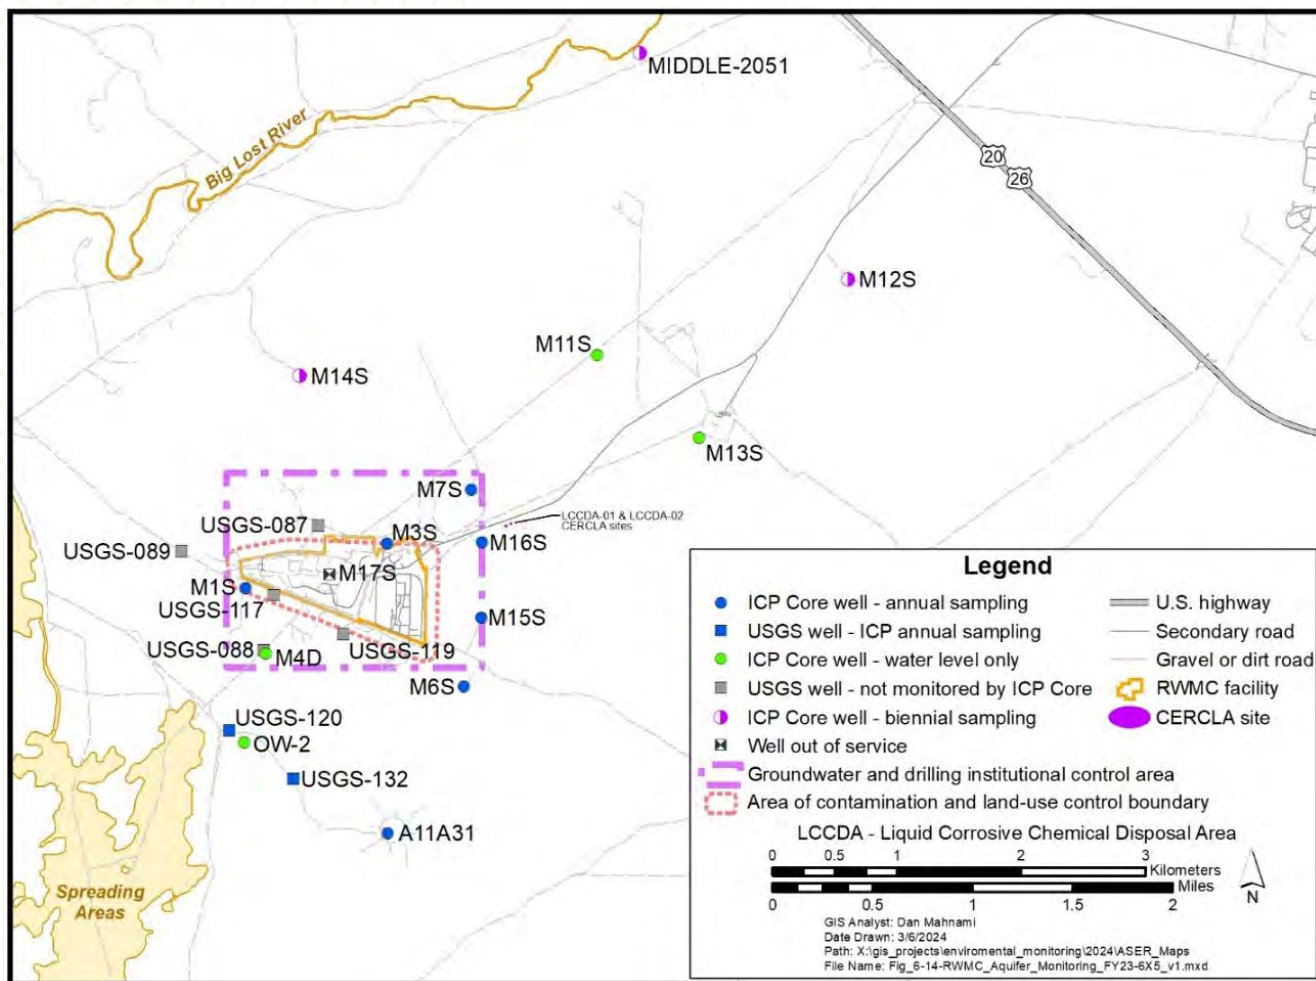 MIDDLE-2051
Big Lost River
20
26
M12S
M11S
M14S
M13S
M7S
LCCDA-01 & LCCDA-02
CERCLA sites
USGS-087
M3S
USGS-089
M16S
M17S
M1S
USGS-117
M15S
USGS-088
M4D
USGS-119
M6S
USGS-120
OW-2
USGS-132
A11A31
Spreading
Areas
Legend
ICP Core well - annual sampling
USGS well - ICP annual sampling
ICP Core well - water level only
USGS well - not monitored by ICP Core
ICP Core well - biennial sampling
Well out of service
Groundwater and drilling institutional control area
Area of contamination and land-use control boundary
U.S. highway
Secondary road
Gravel or dirt road
RWMC facility
CERCLA site
LCCDA - Liquid Corrosive Chemical Disposal Area
0 0.5 1 2 3
Kilometers
Miles
0 0.5 1 1.5 2
N
GIS Analyst: Dan Mahnami
Date Drawn: 3/6/2024
Path: X:\gis_projects\enviromental_monitoring\2024\ASER_Maps
File Name: Fig_6-14-RWMC_Aquifer_Monitoring_FY23-6X5_v1.mxd